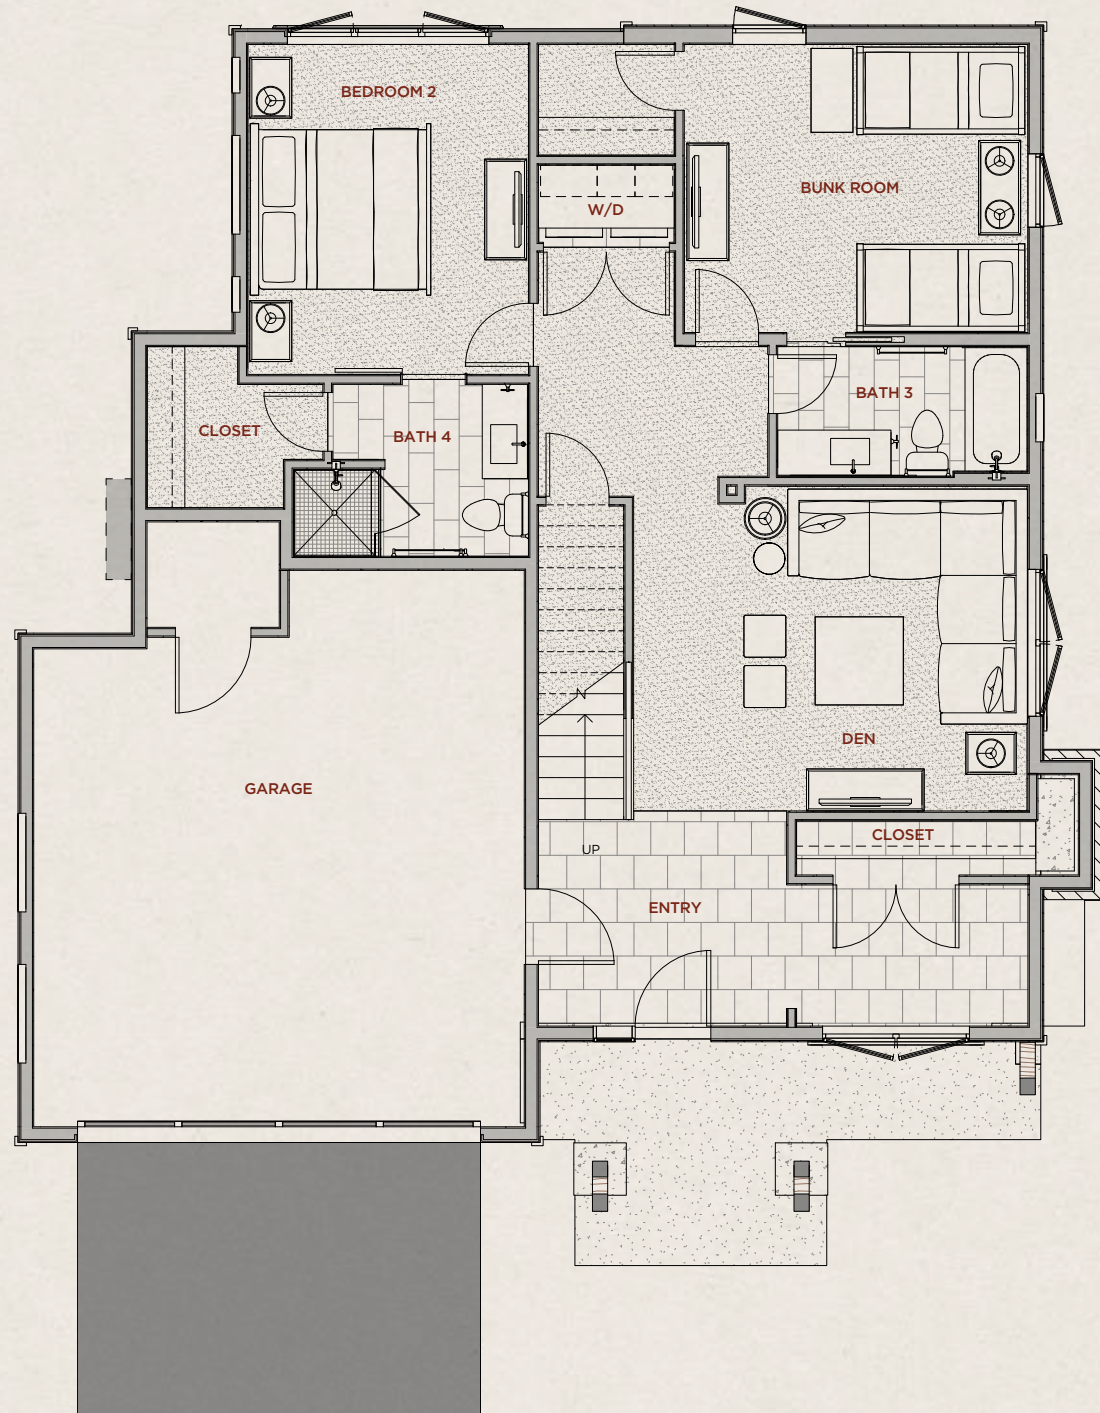 BEDROOM 2
BUNK ROOM
W/D
BATH 3
CLOSET
BATH 4
DEN
GARAGE
CLOSET
UP
ENTRY